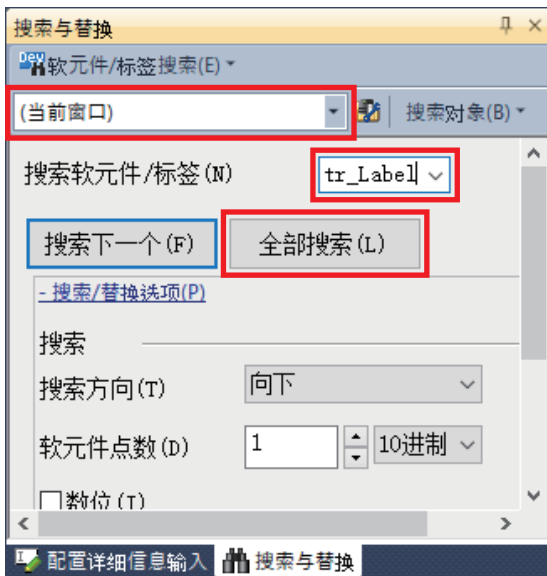 搜索与替换
Dev 软元件/标签搜索(E)
(当前窗口) 搜索对象(B)
搜索软元件/标签(N) tr_Label
搜索下一个(F) 全部搜索(L)
- 搜索/替换选项(P)
搜索
搜索方向(T) 向下
软元件点数(D) 1 10进制
数位(I)
配置详细信息输入 搜索与替换